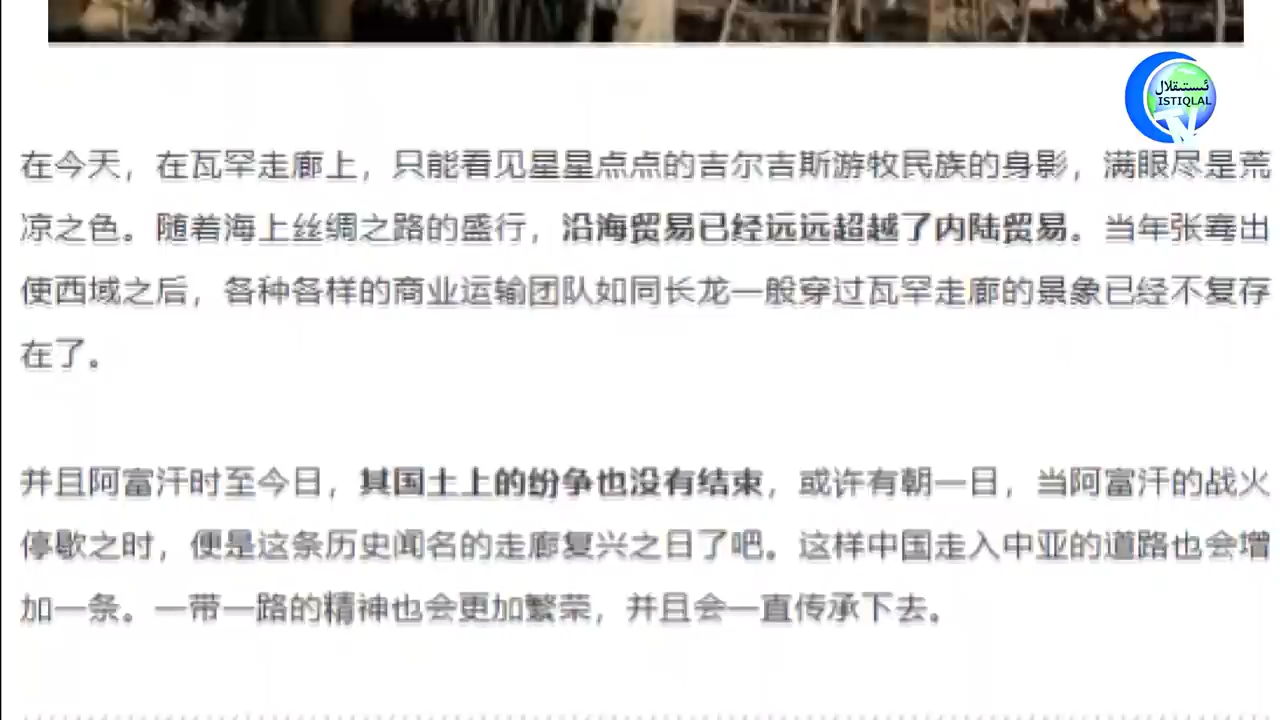 ئىستىقلال
ISTIQLAL
TV
在今天，在瓦罕走廊上，只能看见星星点点的吉尔吉斯游牧民族的身影，满眼尽是荒
凉之色。随着海上丝绸之路的盛行，沿海贸易已经远远超越了内陆贸易。当年张骞出
使西域之后，各种各样的商业运输团队如同长龙一般穿过瓦罕走廊的景象已经不复存
在了。
并且阿富汗时至今日，其国土上的纷争也没有结束，或许有朝一日，当阿富汗的战火
停歇之时，便是这条历史闻名的走廊复兴之日了吧。这样中国走入中亚的道路也会增
加一条。一带一路的精神也会更加繁荣，并且会一直传承下去。